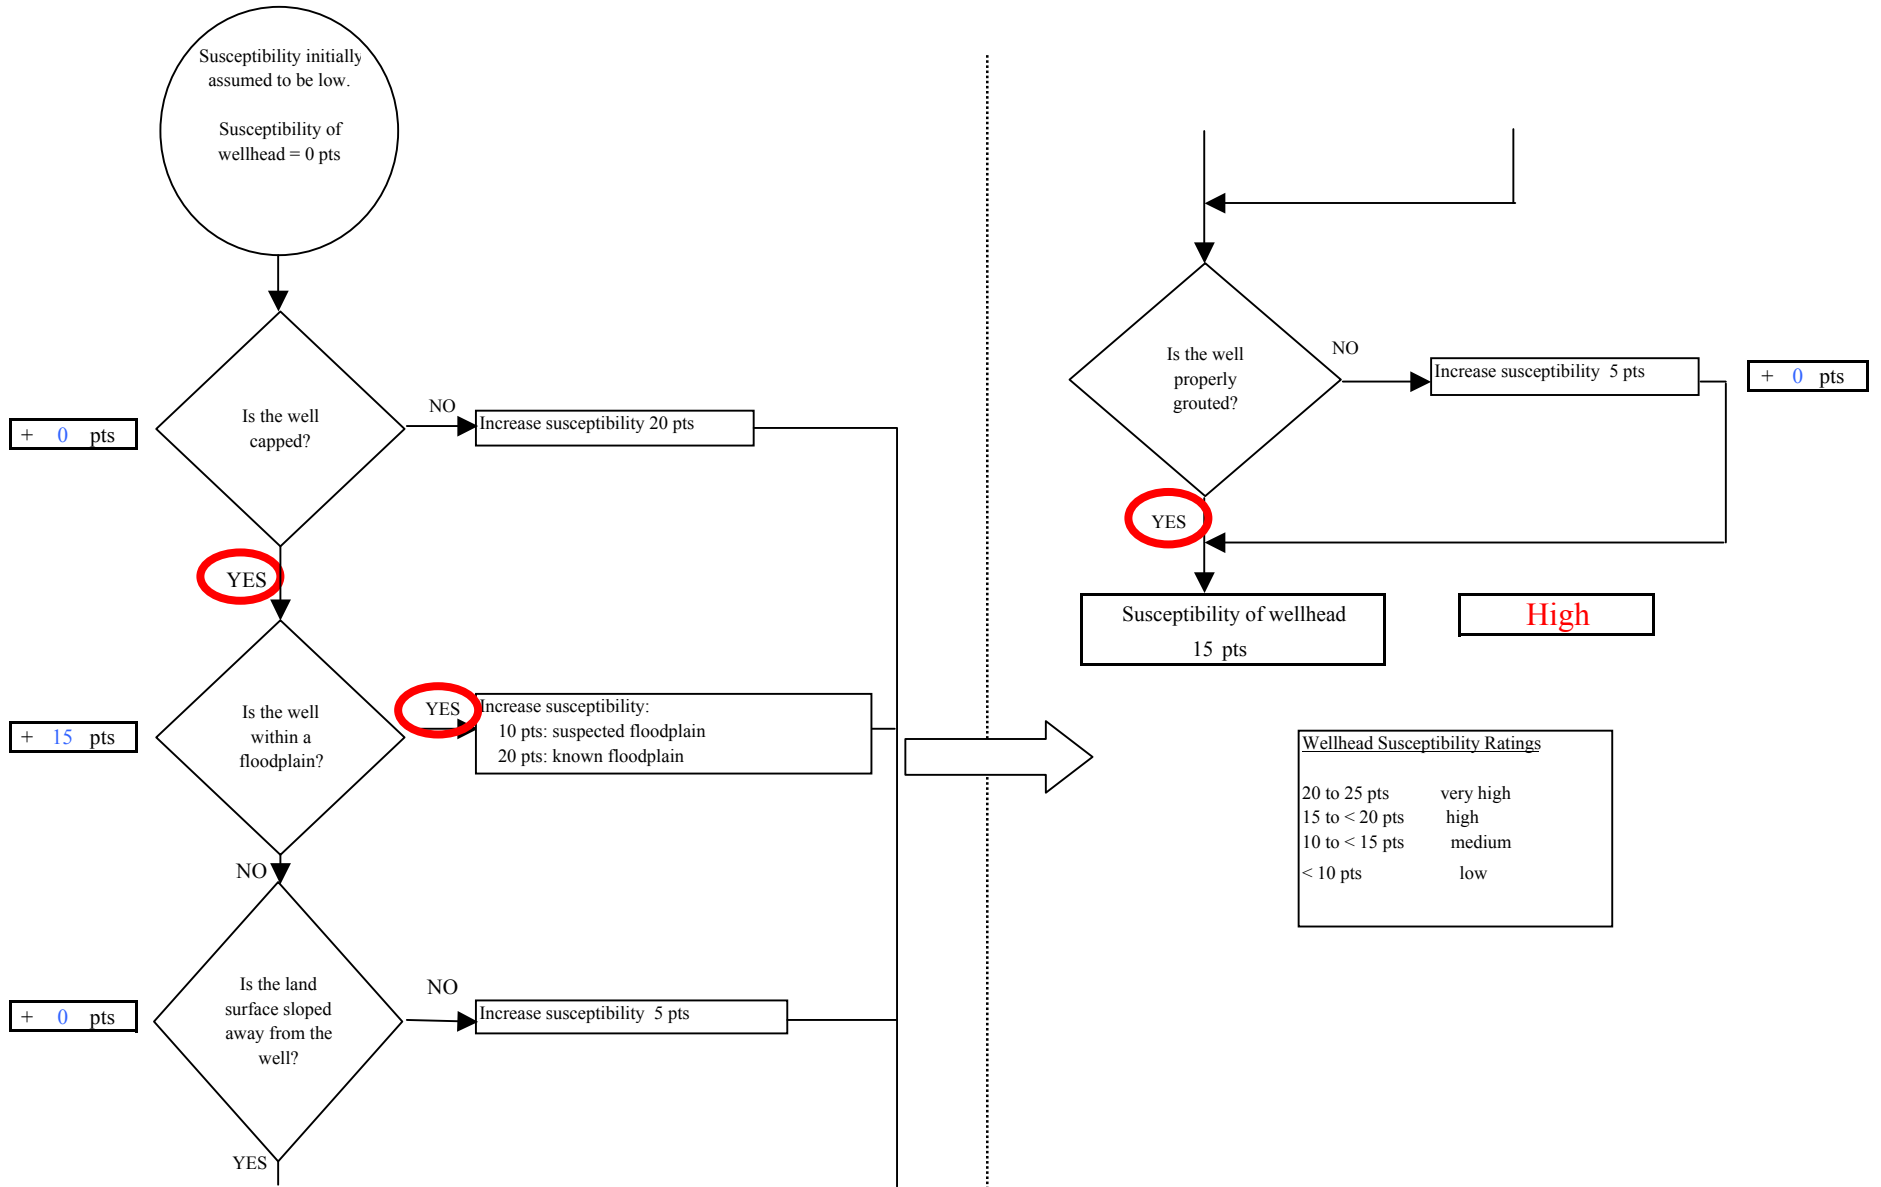 Susceptibility initially
assumed to be low.
Susceptibility of
wellhead = 0 pts
Is the well
capped?
NO
Increase susceptibility 20 pts
+ 0 pts
YES
Is the well
within a
floodplain?
YES
Increase susceptibility:
10 pts: suspected floodplain
20 pts: known floodplain
+ 15 pts
NO
Is the land
surface sloped
away from the
well?
NO
Increase susceptibility 5 pts
+ 0 pts
YES
Is the well
properly
grouted?
NO
Increase susceptibility 5 pts
+ 0 pts
YES
Susceptibility of wellhead
15 pts
High
Wellhead Susceptibility Ratings
20 to 25 pts very high
15 to < 20 pts high
10 to < 15 pts medium
< 10 pts low